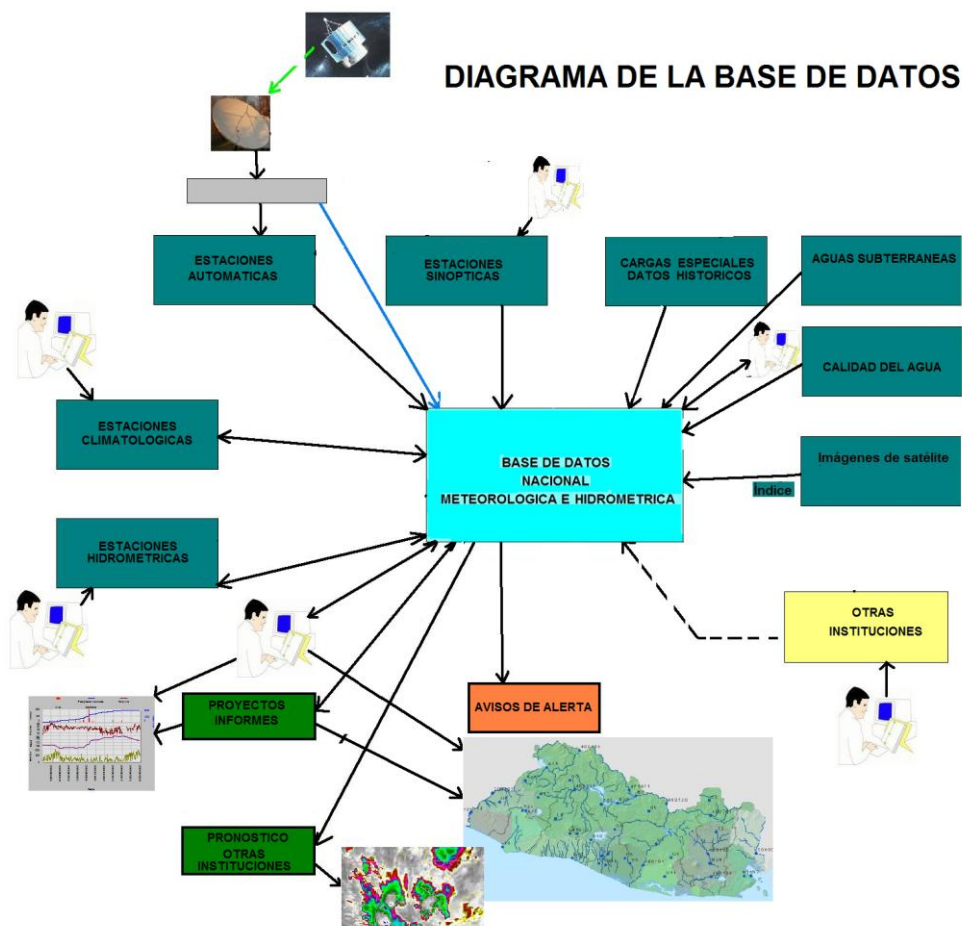 DIAGRAMA DE LA BASE DE DATOS
ESTACIONES
AUTOMATICAS
ESTACIONES
SINOPTICAS
CARGAS ESPECIALES
DATOS HISTORICOS
AGUAS SUBTERRANEAS
CALIDAD DEL AGUA
ESTACIONES
CLIMATOLOGICAS
BASE DE DATOS
NACIONAL
METEOROLOGICA E HIDRÓMETRICA
Imágenes de satélite
Índice
ESTACIONES
HIDROMETRICAS
OTRAS
INSTITUCIONES
PROYECTOS
INFORMES
AVISOS DE ALERTA
PRONOSTICO
OTRAS
INSTITUCIONES